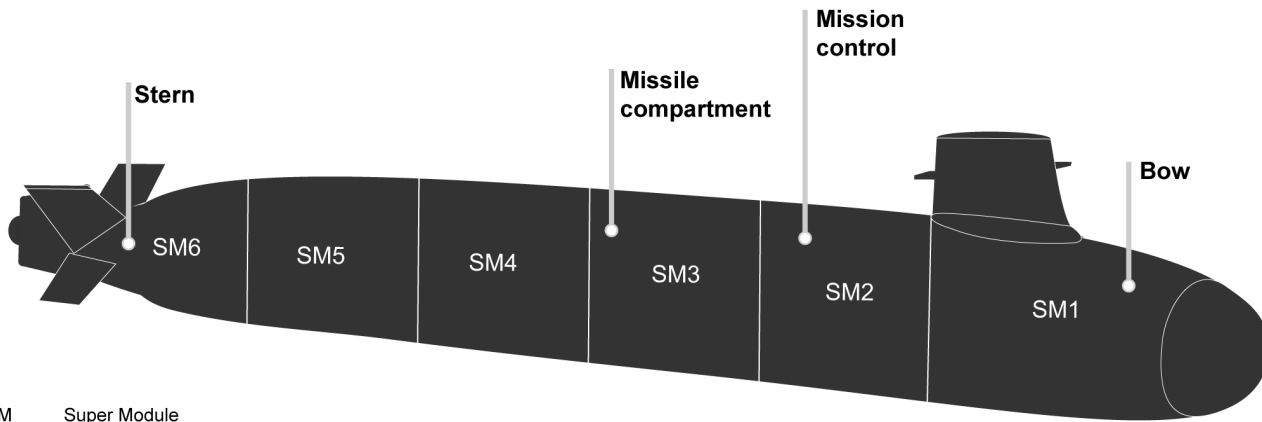 Mission
control
Missile
compartment
Stern
Bow
SM6
SM5
SM4
SM3
SM2
SM1
M Super Module